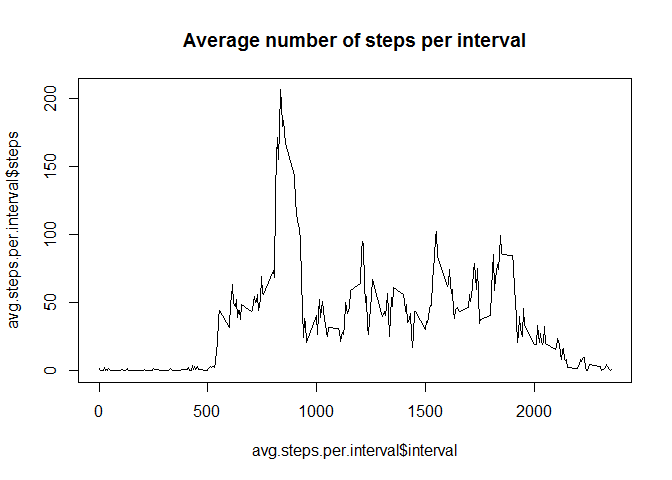 Average number of steps per interval
avg.steps.per.interval$steps
200
150
100
50
0
0 500 1000 1500 2000
avg.steps.per.interval$interval